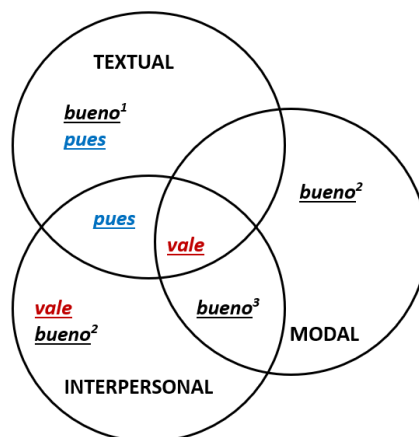 TEXTUAL
bueno¹
pues
bueno²
pues
vale
vale
bueno³
bueno²
MODAL
INTERPERSONAL